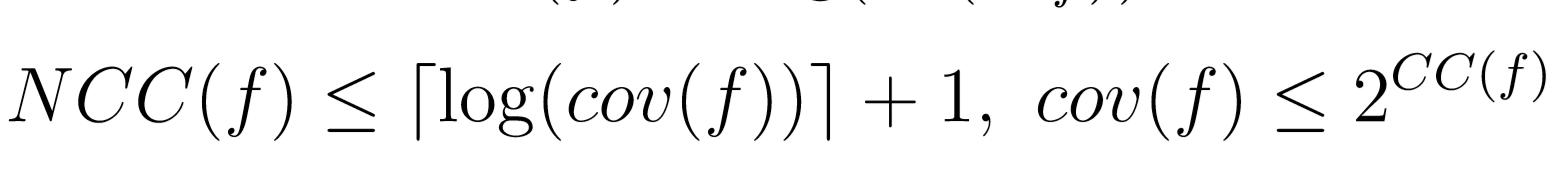 NCC(f) ≤ ⌈log(cov(f))⌉ + 1, cov(f) ≤ 2^{CC(f)}